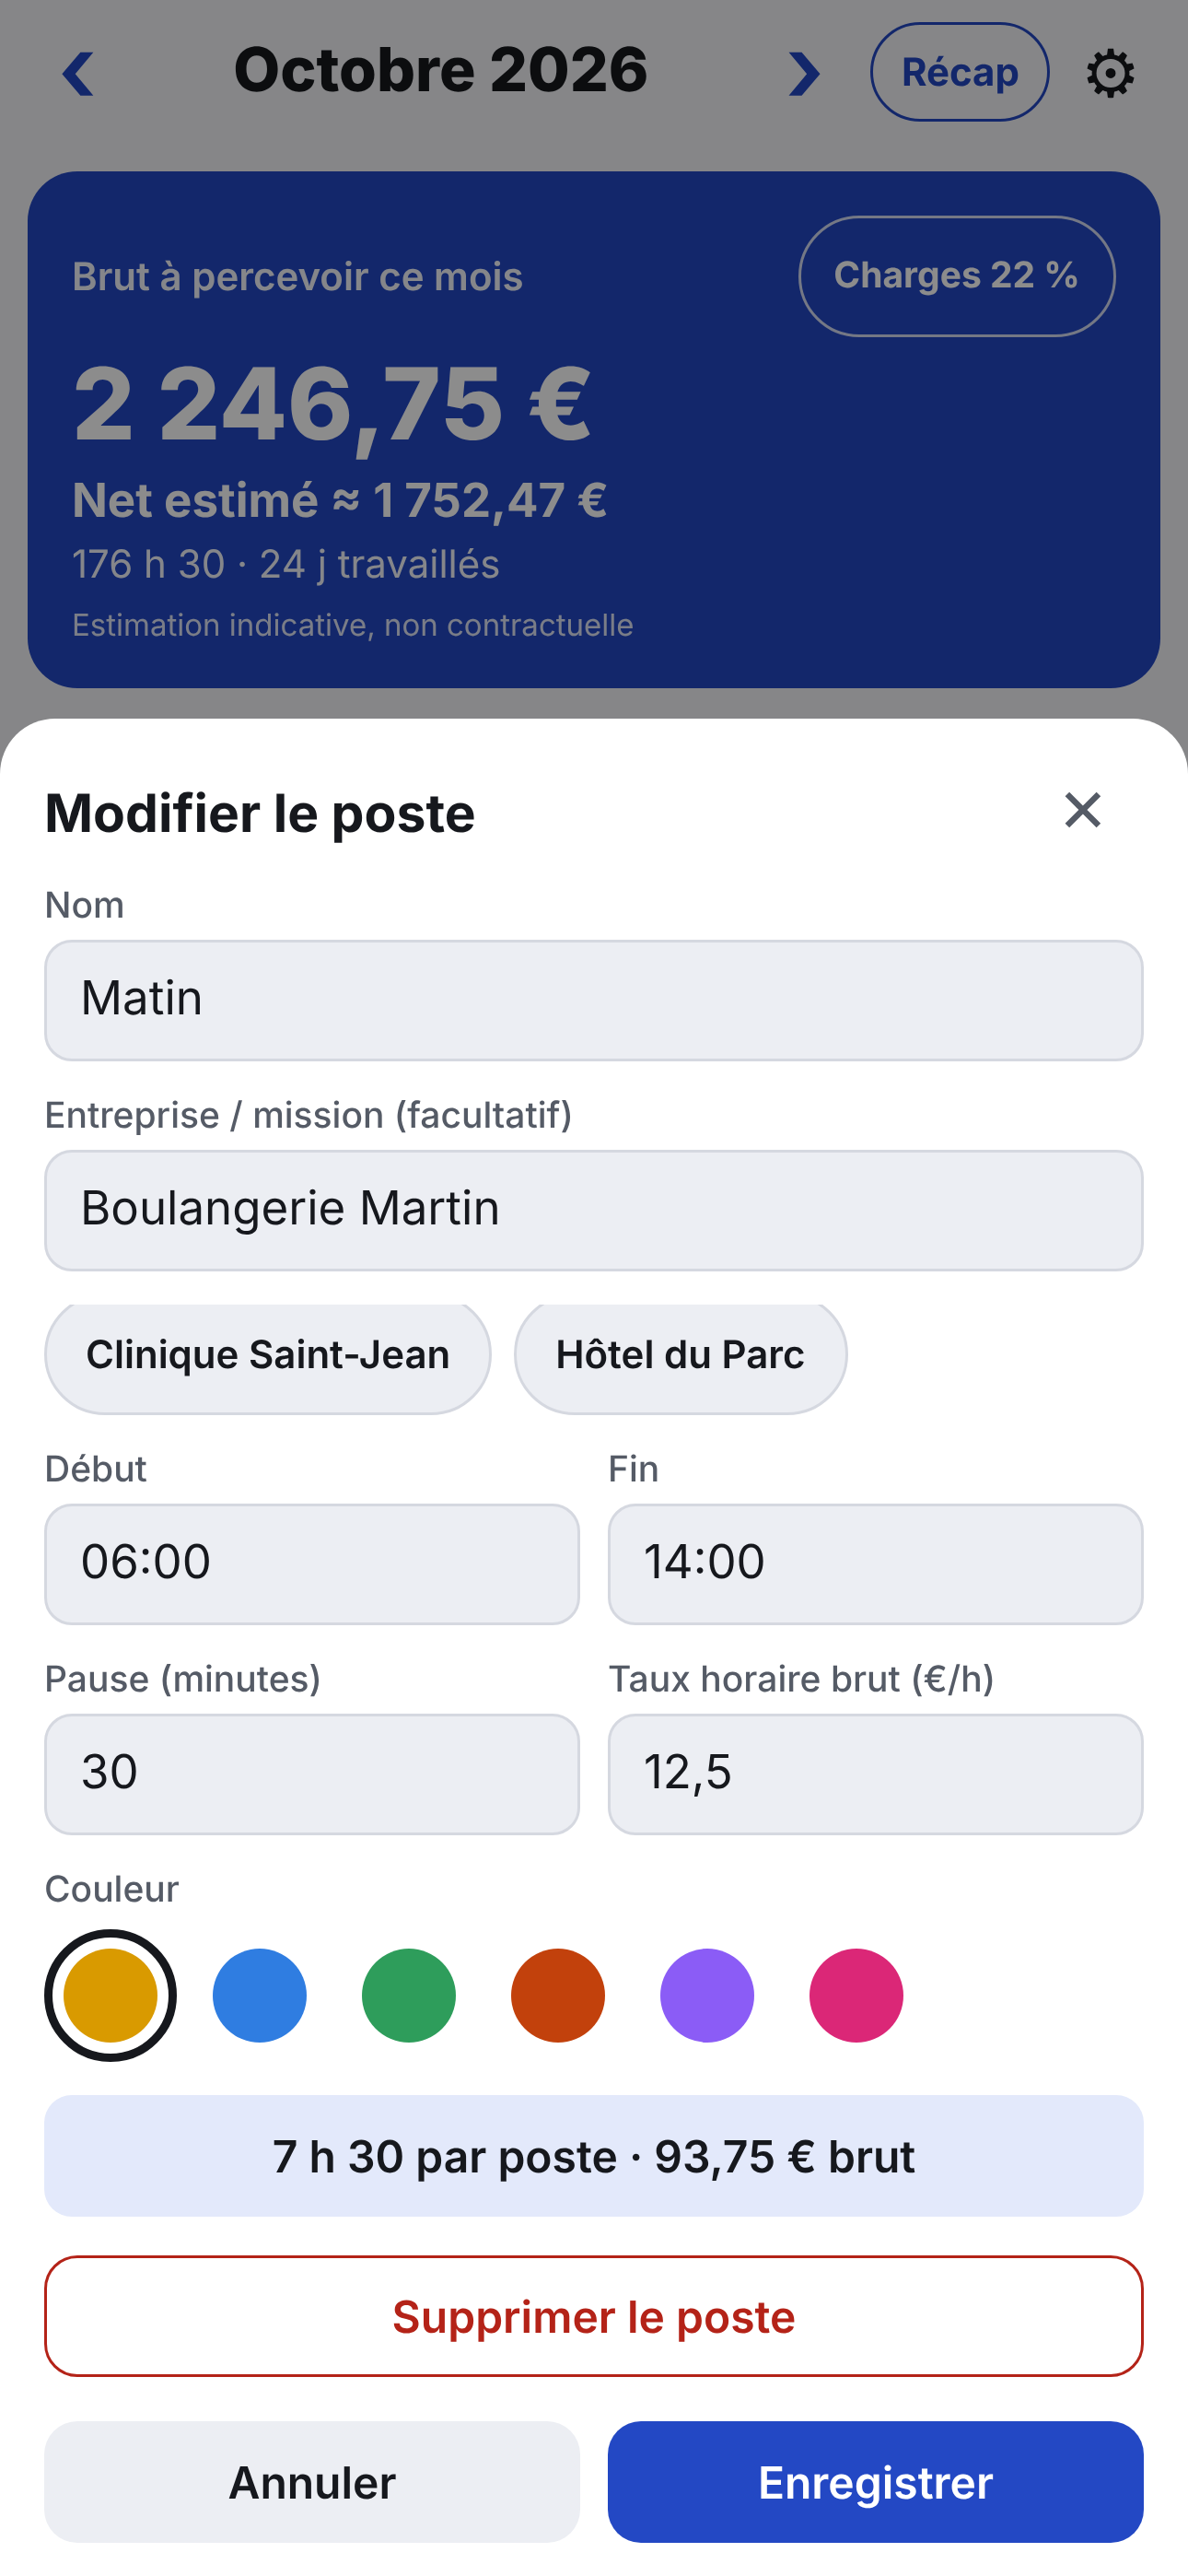 Octobre 2026
Récap
Brut à percevoir ce mois
Charges 22 %
2 246,75 €
Net estimé ≈ 1 752,47 €
176 h 30 · 24 j travaillés
Estimation indicative, non contractuelle
Modifier le poste
Nom
Matin
Entreprise / mission (facultatif)
Boulangerie Martin
Clinique Saint-Jean
Hôtel du Parc
Début
Fin
06:00
14:00
Pause (minutes)
Taux horaire brut (€/h)
30
12,5
Couleur
7 h 30 par poste · 93,75 € brut
Supprimer le poste
Annuler
Enregistrer